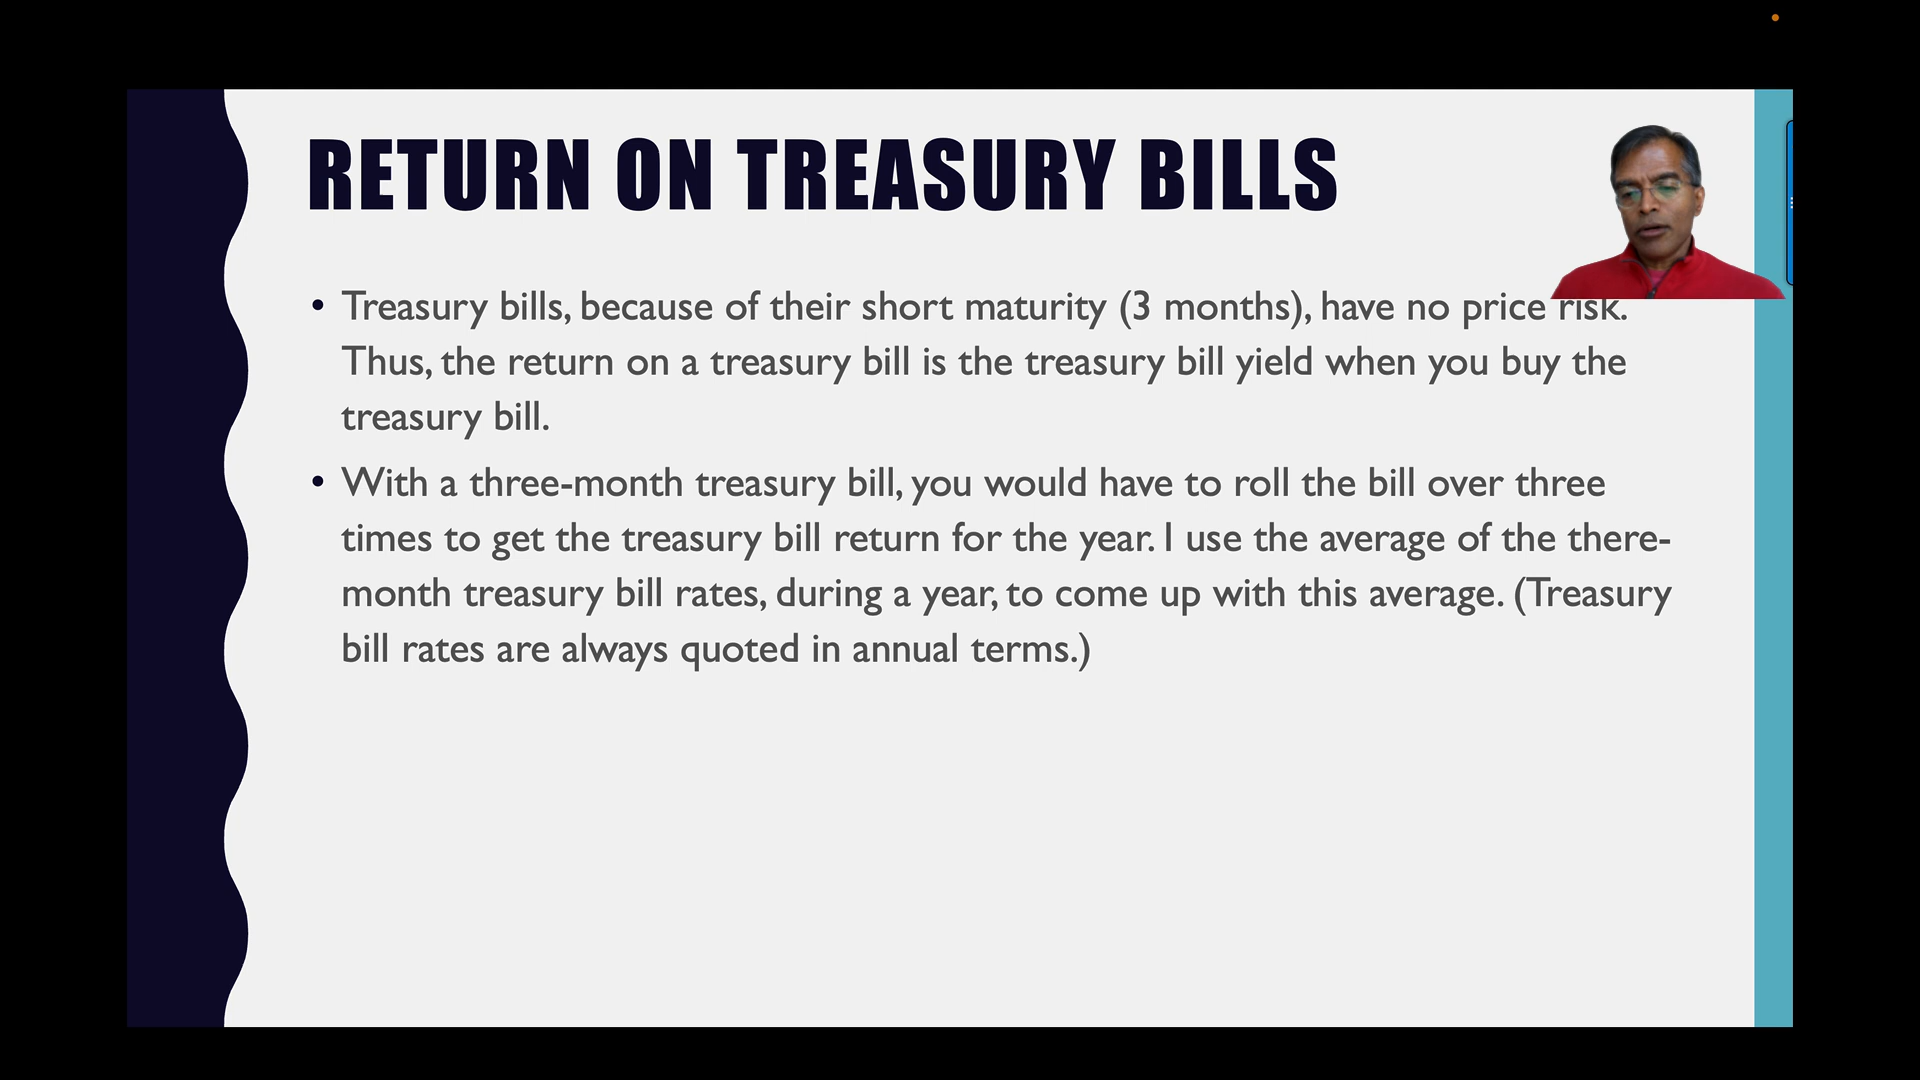 RETURN ON TREASURY BILLS
• Treasury bills, because of their short maturity (3 months), have no price risk.
Thus, the return on a treasury bill is the treasury bill yield when you buy the
treasury bill.
• With a three-month treasury bill, you would have to roll the bill over three
times to get the treasury bill return for the year. I use the average of the there-
month treasury bill rates, during a year, to come up with this average. (Treasury
bill rates are always quoted in annual terms.)